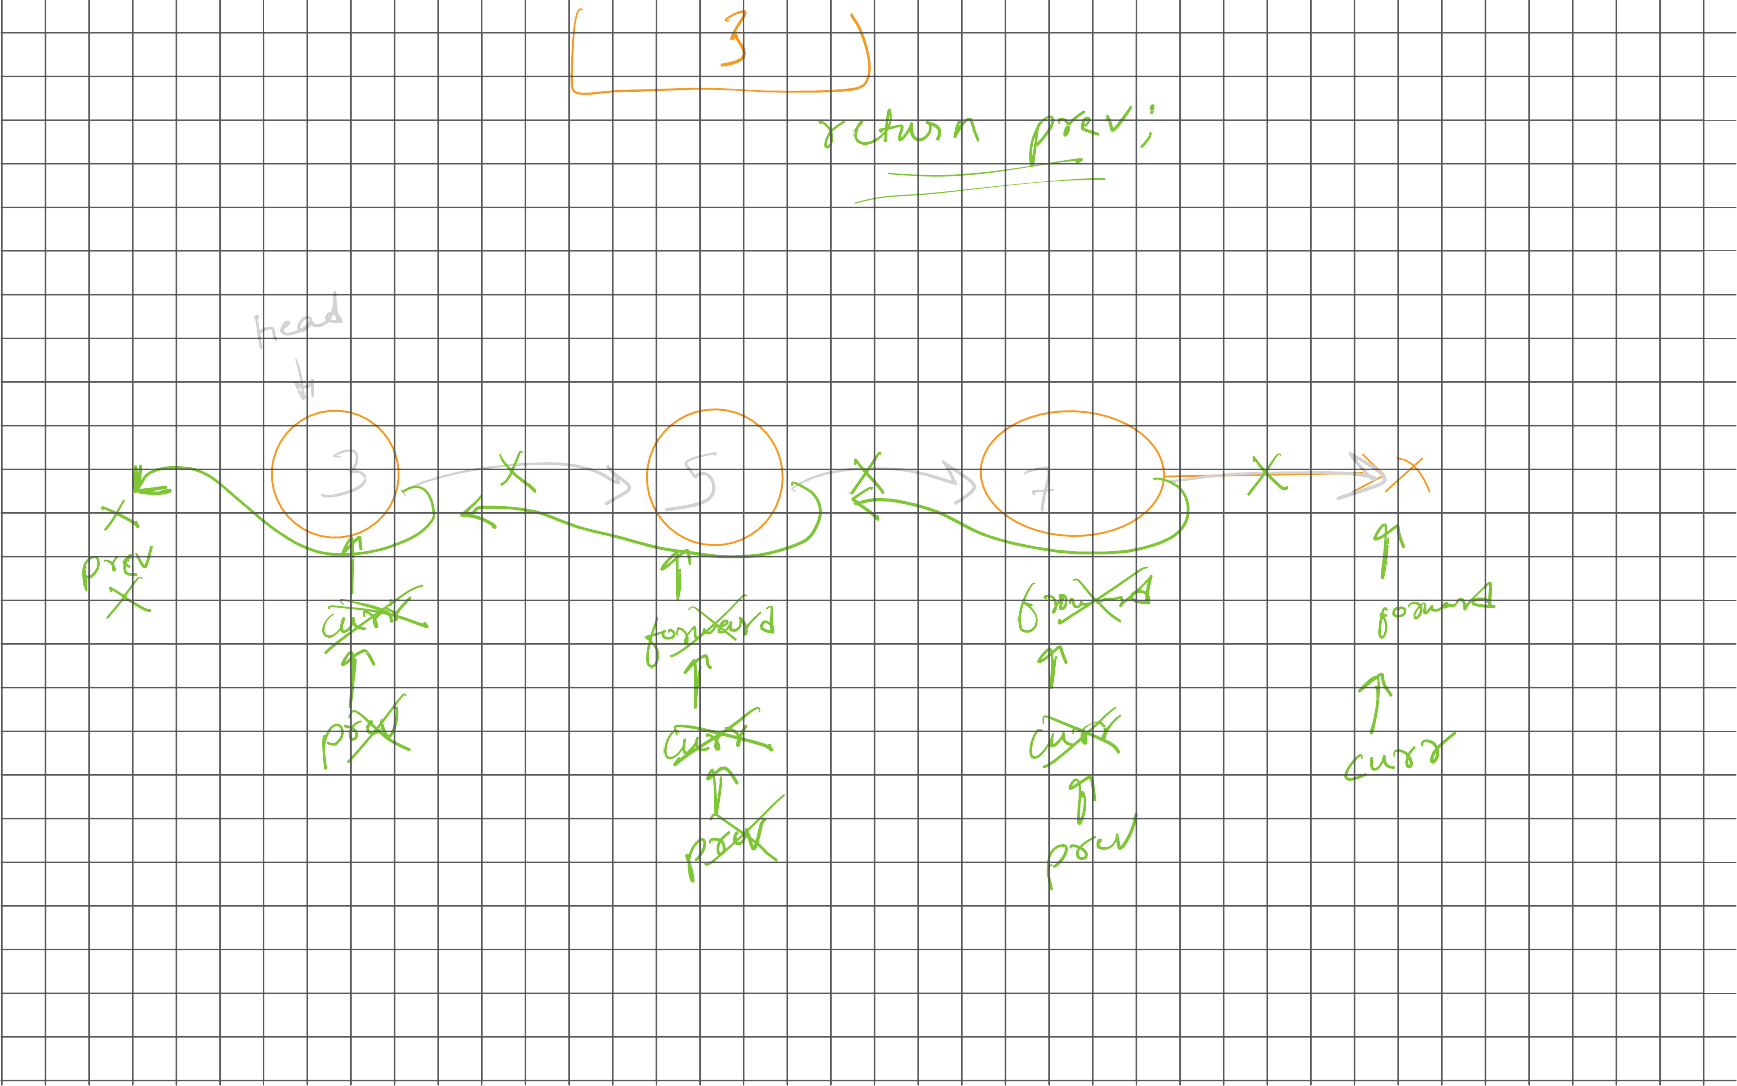 3
return prev;
head
3 5 7 X
X X X
X
prev
X
curr forward forward forward
prev curr curr curr
prev prev